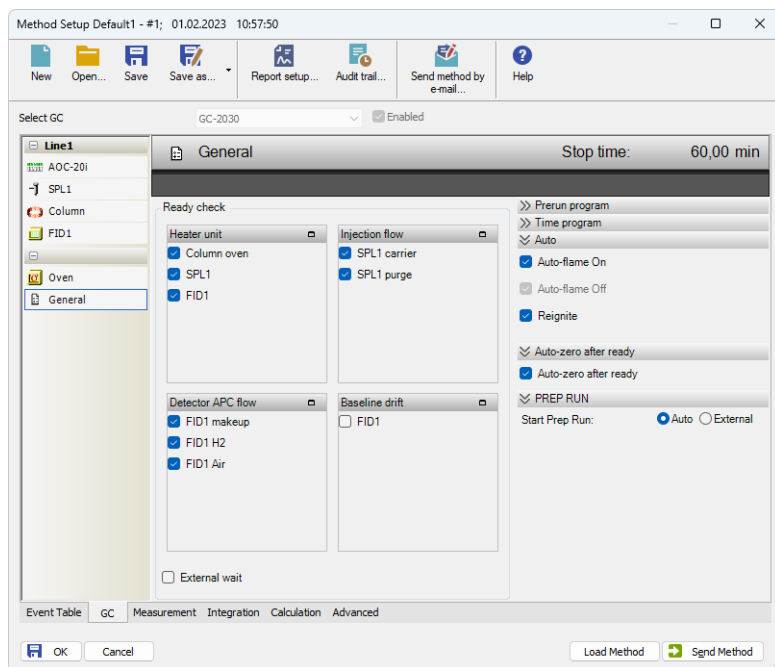 Method Setup Default1 - #1; 01.02.2023 10:57:50
New Open... Save Save as... Report setup... Audit trail... Send method by e-mail... Help
Select GC GC-2030 Enabled
Line1
AOC-20i
SPL1
Column
FID1
Oven
General
General Stop time: 60,00 min
Ready check
Heater unit
Column oven
SPL1
FID1
Injection flow
SPL1 carrier
SPL1 purge
Detector APC flow
FID1 makeup
FID1 H2
FID1 Air
Baseline drift
FID1
External wait
Prerun program
Time program
Auto
Auto-flame On
Auto-flame Off
Reignite
Auto-zero after ready
Auto-zero after ready
PREP RUN
Start Prep Run: Auto External
Event Table GC Measurement Integration Calculation Advanced
OK Cancel Load Method Send Method